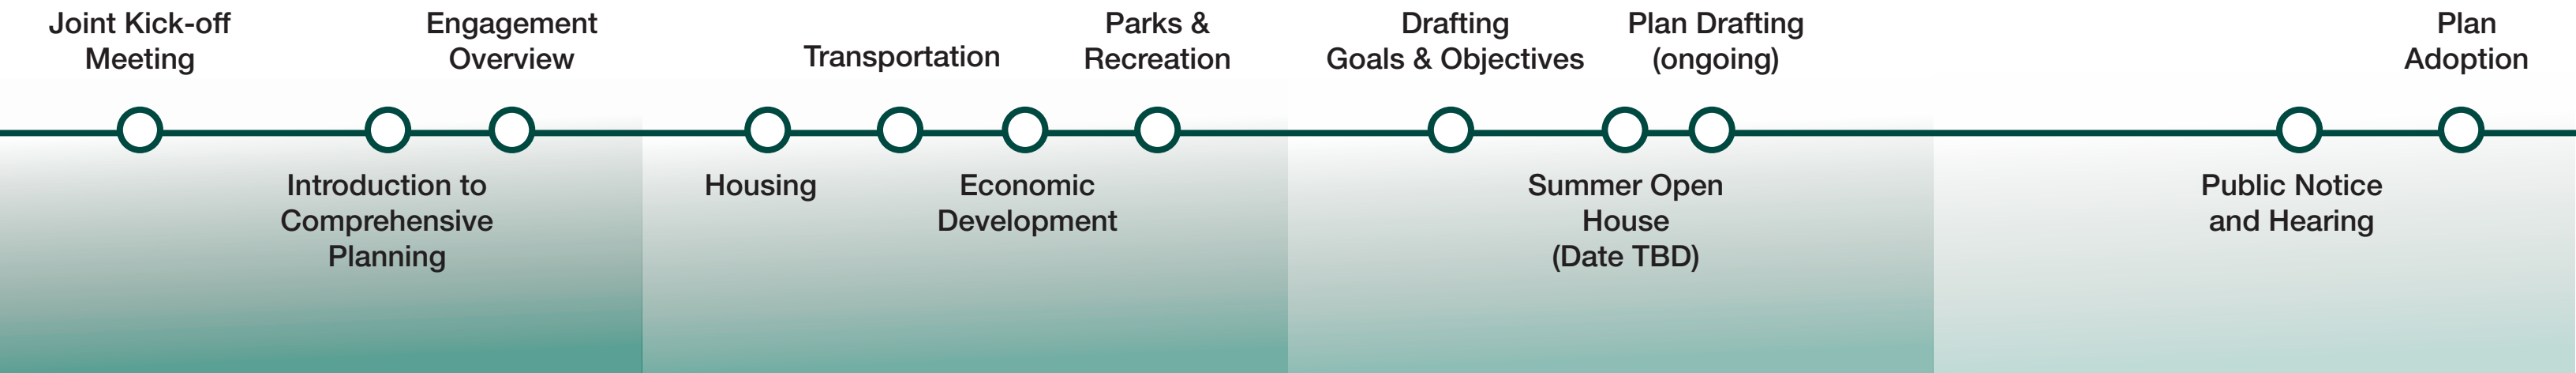 Joint Kick-off
Meeting
Introduction to
Comprehensive
Planning
Engagement
Overview
Housing
Transportation
Economic
Development
Parks &
Recreation
Drafting
Goals & Objectives
Summer Open
House
(Date TBD)
Plan Drafting
(ongoing)
Public Notice
and Hearing
Plan
Adoption